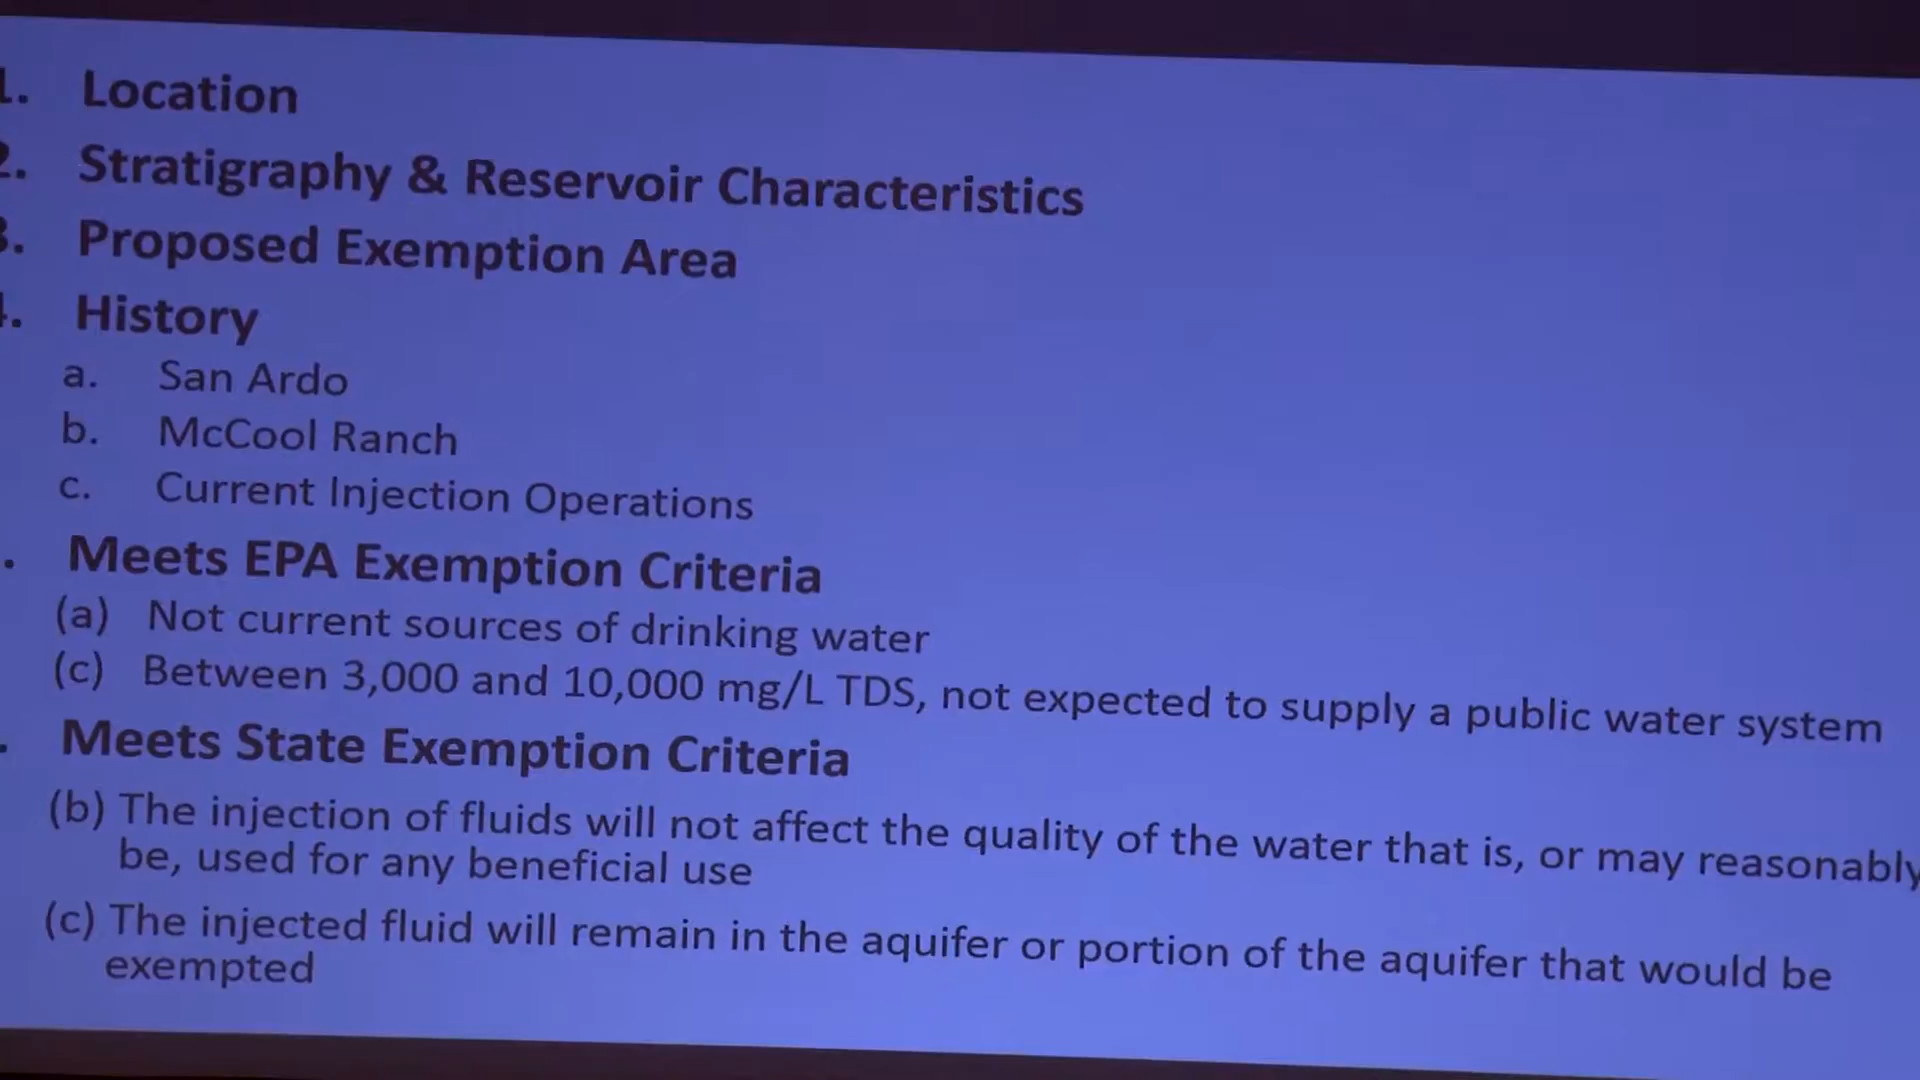 1. Location
2. Stratigraphy & Reservoir Characteristics
3. Proposed Exemption Area
4. History
a. San Ardo
b. McCool Ranch
c. Current Injection Operations
. Meets EPA Exemption Criteria
(a) Not current sources of drinking water
(c) Between 3,000 and 10,000 mg/L TDS, not expected to supply a public water system
. Meets State Exemption Criteria
(b) The injection of fluids will not affect the quality of the water that is, or may reasonably
be, used for any beneficial use
(c) The injected fluid will remain in the aquifer or portion of the aquifer that would be
exempted